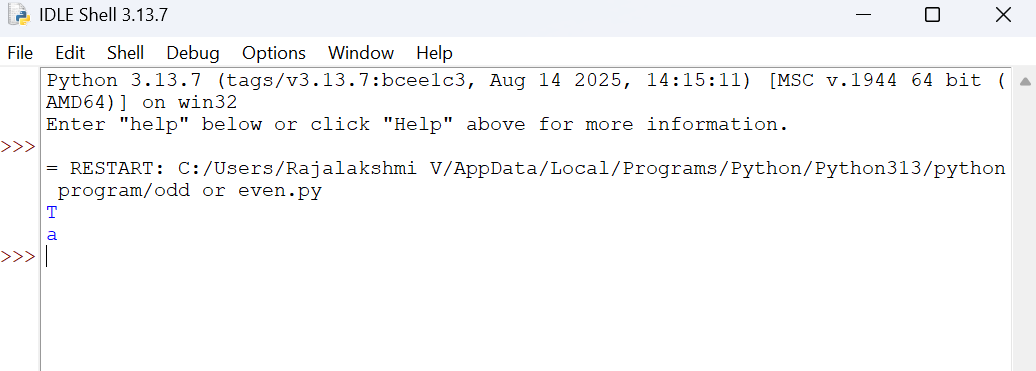 IDLE Shell 3.13.7
File Edit Shell Debug Options Window Help
Python 3.13.7 (tags/v3.13.7:bcee1c3, Aug 14 2025, 14:15:11) [MSC v.1944 64 bit (
AMD64)] on win32
Enter "help" below or click "Help" above for more information.
>>>
= RESTART: C:/Users/Rajalakshmi V/AppData/Local/Programs/Python/Python313/python
program/odd or even.py
T
a
>>>